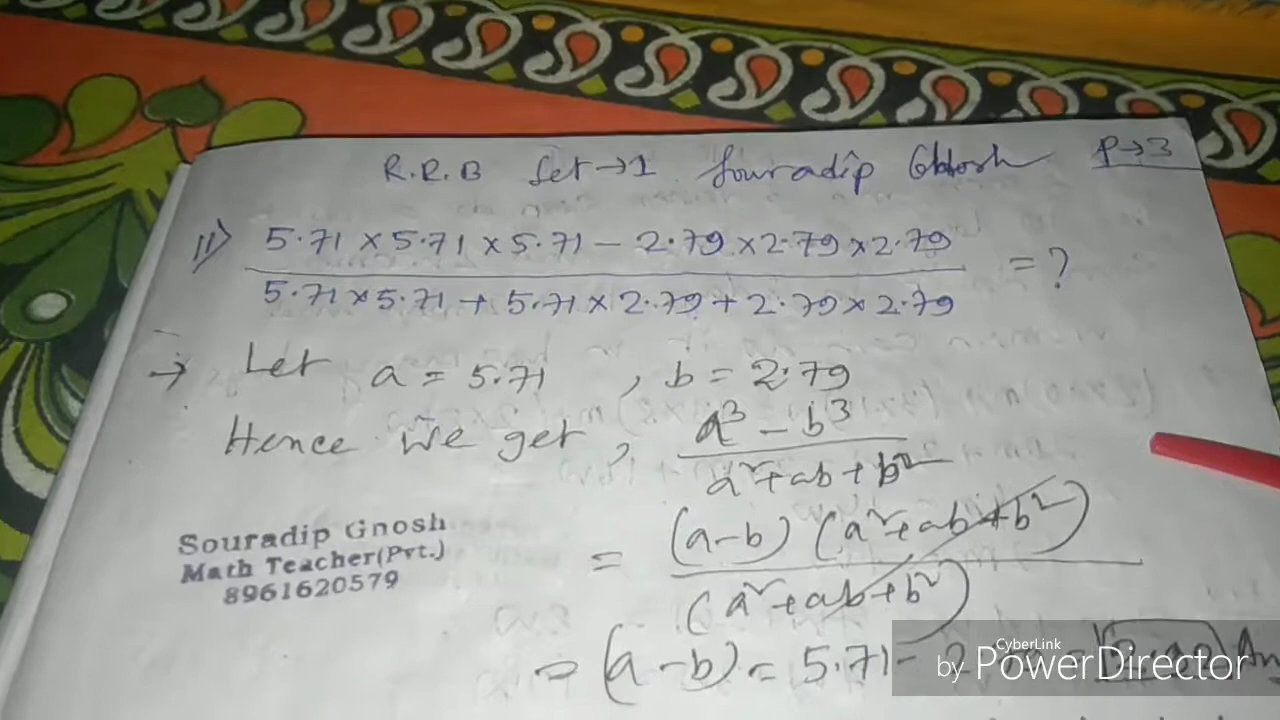 R.R.B Set→1 Souradip Ghosh P→3
11) 5.71 × 5.71 × 5.71 − 2.79 × 2.79 × 2.79
= ?
5.71 × 5.71 + 5.71 × 2.79 + 2.79 × 2.79
→ Let a = 5.71 , b = 2.79
Hence we get , a³ − b³
a² + ab + b²
= (a−b) (a² + ab + b²)
(a² + ab + b²)
Souradip Ghosh
Math Teacher(Pvt.)
8961620579
= (a − b) = 5.71 −
CyberLink
by PowerDirector